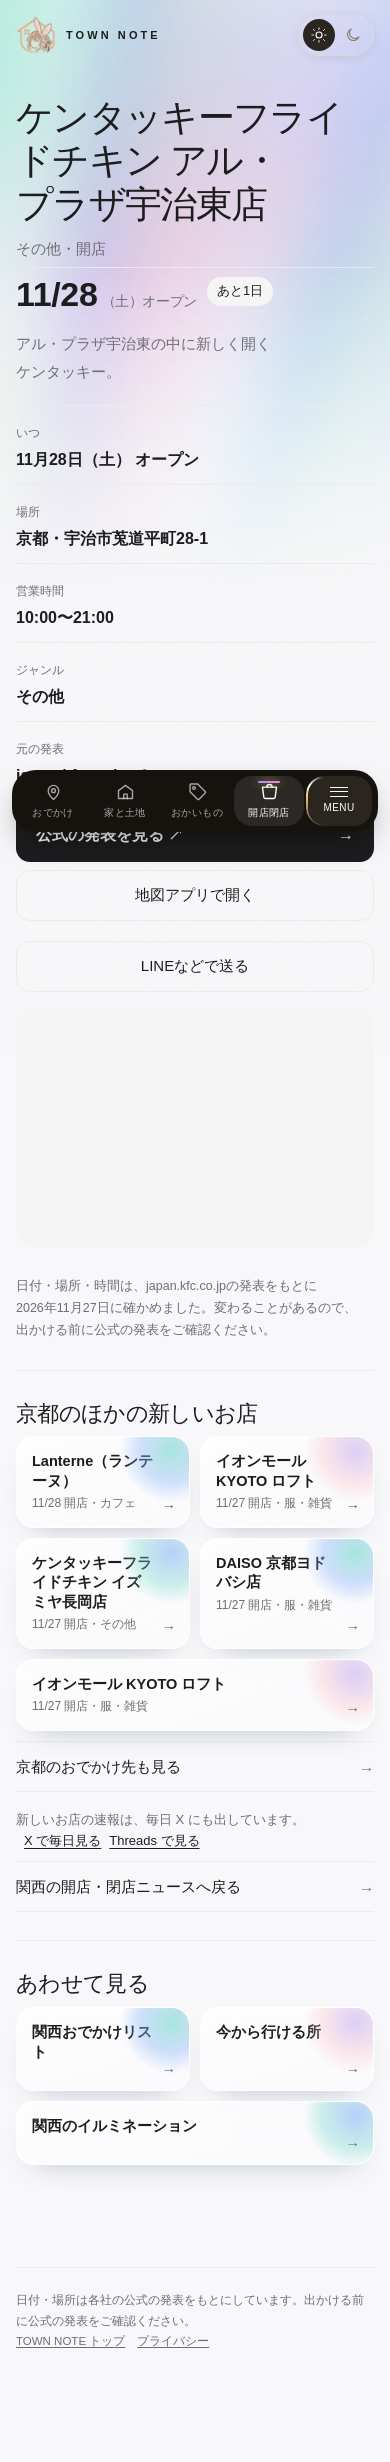 TOWN NOTE
ケンタッキーフライ
ドチキン アル・
プラザ宇治東店
その他・開店
11/28 （土）オープン あと1日
アル・プラザ宇治東の中に新しく開く
ケンタッキー。
いつ
11月28日（土） オープン
場所
京都・宇治市莵道平町28-1
営業時間
10:00〜21:00
ジャンル
その他
元の発表
おでかけ 家と土地 おかいもの 開店閉店 MENU
公式の発表を見る ↗ →
地図アプリで開く
LINEなどで送る
日付・場所・時間は、japan.kfc.co.jpの発表をもとに
2026年11月27日に確かめました。変わることがあるので、
出かける前に公式の発表をご確認ください。
京都のほかの新しいお店
Lanterne（ランテ
ーヌ）
11/28 開店・カフェ →
イオンモール
KYOTO ロフト
11/27 開店・服・雑貨 →
ケンタッキーフラ
イドチキン イズ
ミヤ長岡店
11/27 開店・その他 →
DAISO 京都ヨド
バシ店
11/27 開店・服・雑貨
→
イオンモール KYOTO ロフト
11/27 開店・服・雑貨 →
京都のおでかけ先も見る →
新しいお店の速報は、毎日 X にも出しています。
X で毎日見る Threads で見る
関西の開店・閉店ニュースへ戻る →
あわせて見る
関西おでかけリス
ト
→
今から行ける所
→
関西のイルミネーション
→
日付・場所は各社の公式の発表をもとにしています。出かける前
に公式の発表をご確認ください。
TOWN NOTE トップ プライバシー